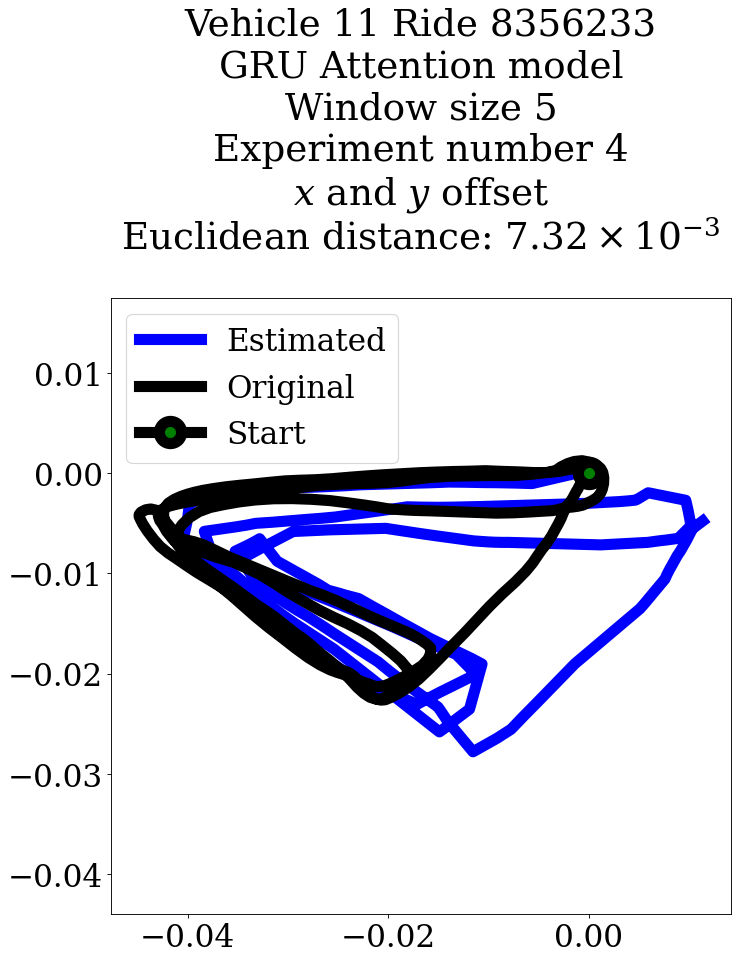 Vehicle 11 Ride 8356233
GRU Attention model
Window size 5
Experiment number 4
x and y offset
Euclidean distance: 7.32 × 10⁻³
Estimated
Original
Start
0.01
0.00
−0.01
−0.02
−0.03
−0.04
−0.04 −0.02 0.00